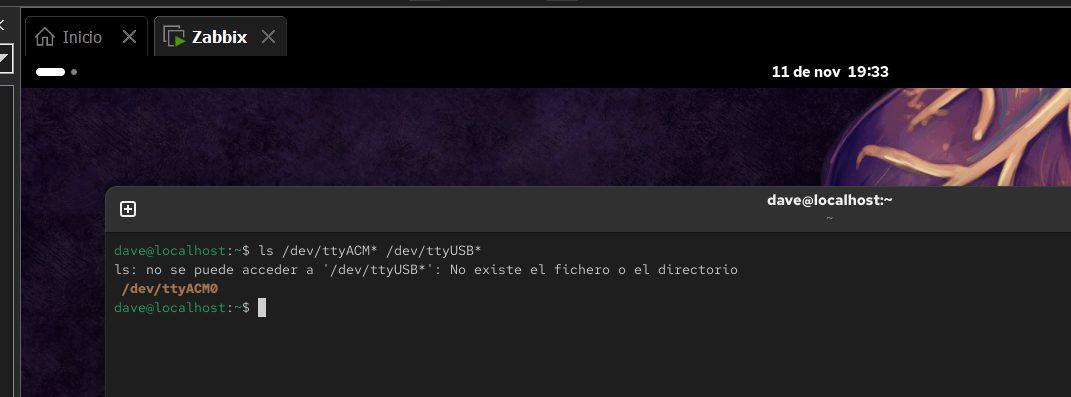 Inicio
Zabbix
11 de nov 19:33
dave@localhost:~
~
dave@localhost:~$ ls /dev/ttyACM* /dev/ttyUSB*
ls: no se puede acceder a '/dev/ttyUSB*': No existe el fichero o el directorio
/dev/ttyACM0
dave@localhost:~$